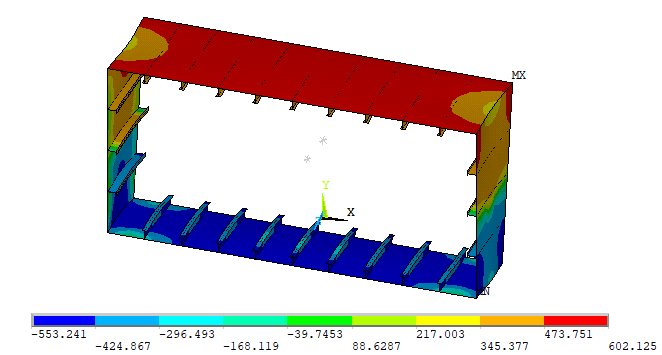 MX
Y
X
N
-553.241 -296.493 -39.7453 217.003 473.751
-424.867 -168.119 88.6287 345.377 602.125